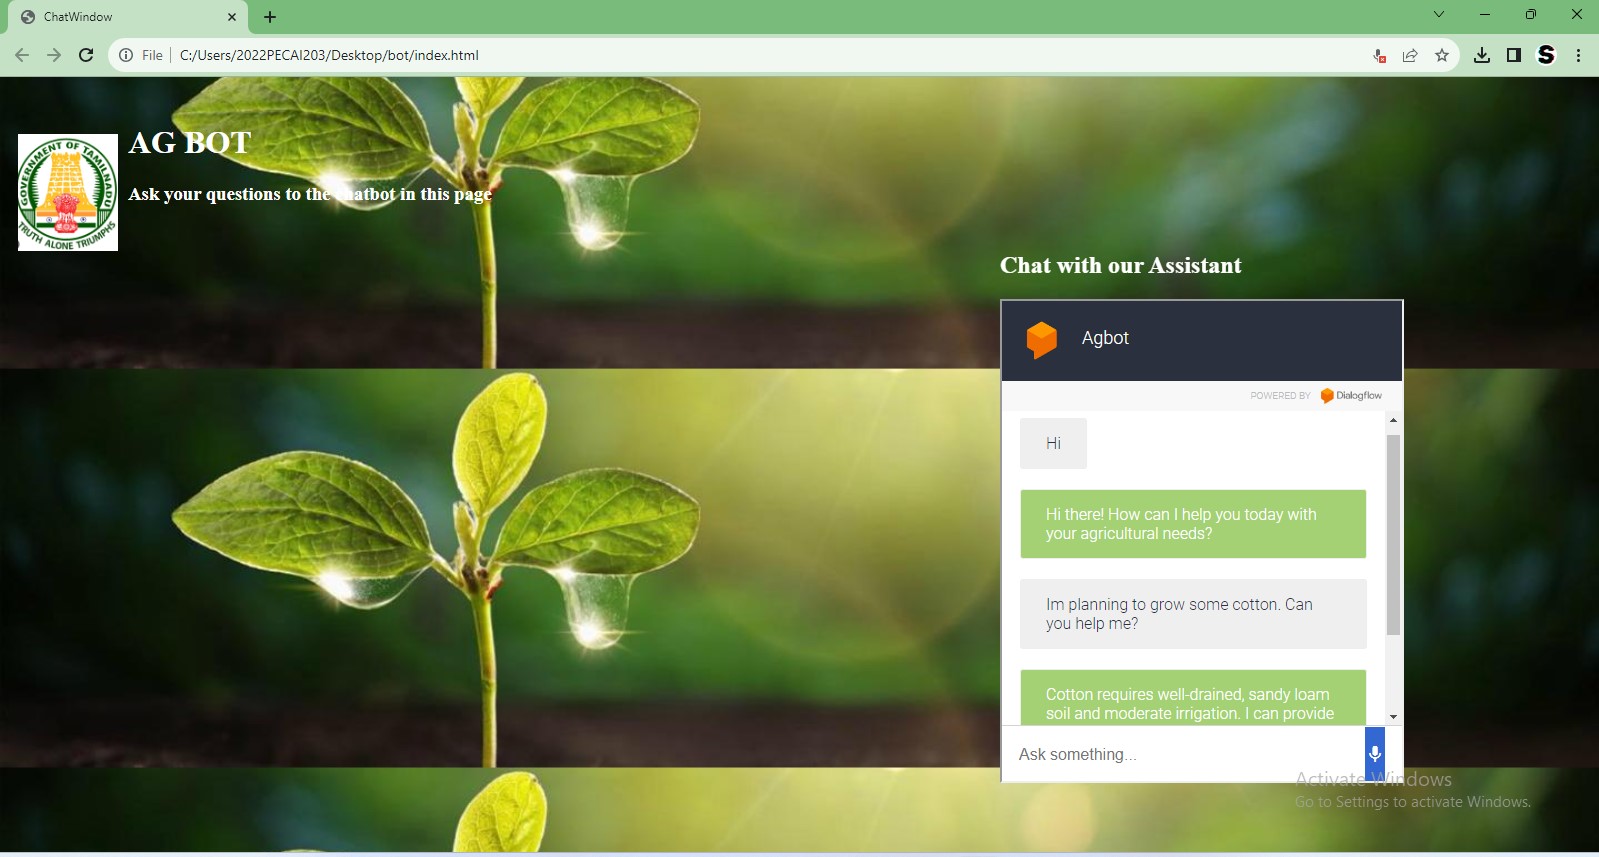 ChatWindow
File
C:/Users/2022PECAI203/Desktop/bot/index.html
GOVERNMENT OF TAMILNADU
TRUTH ALONE TRIUMPHS
AG BOT
Ask your questions to the chatbot in this page
Chat with our Assistant
Agbot
POWERED BY Dialogflow
Hi
Hi there! How can I help you today with
your agricultural needs?
Im planning to grow some cotton. Can
you help me?
Cotton requires well-drained, sandy loam
soil and moderate irrigation. I can provide
Ask something...
Activate Windows
Go to Settings to activate Windows.